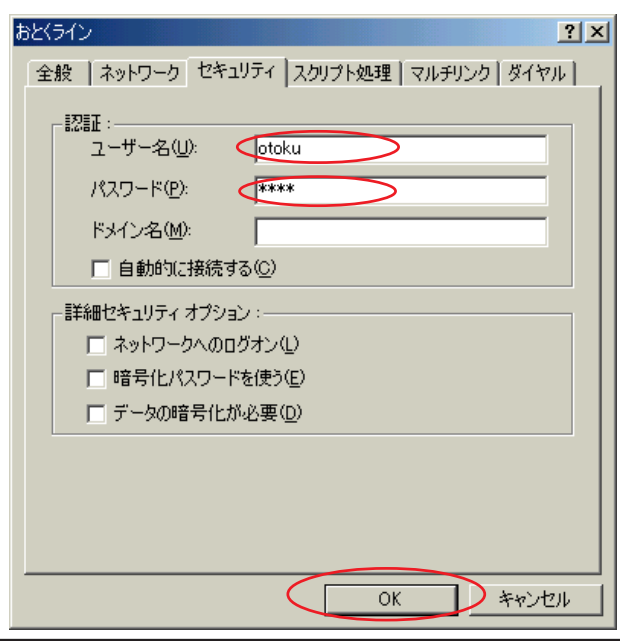 おとくライン ? ×
全般 ネットワーク セキュリティ スクリプト処理 マルチリンク ダイヤル
認証：
ユーザー名(U): otoku
パスワード(P): ****
ドメイン名(M):
自動的に接続する(C)
詳細セキュリティ オプション：
ネットワークへのログオン(L)
暗号化パスワードを使う(E)
データの暗号化が必要(D)
OK キャンセル